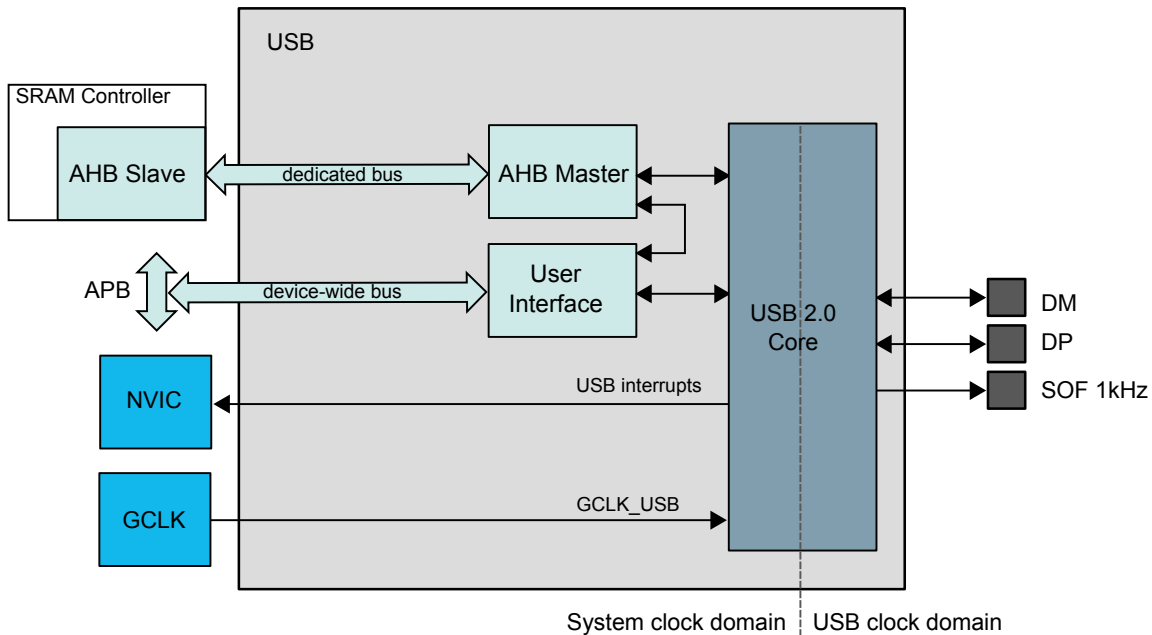 USB
SRAM Controller
AHB Slave
dedicated bus
AHB Master
APB
device-wide bus
User
Interface
USB 2.0
Core
DM
DP
SOF 1kHz
NVIC
USB interrupts
GCLK
GCLK_USB
System clock domain
USB clock domain